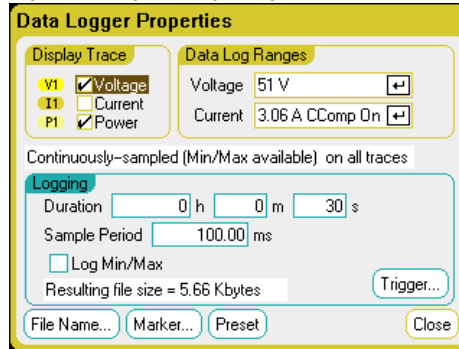 Data Logger Properties
Display Trace
V1 Voltage
I1 Current
P1 Power
Data Log Ranges
Voltage 51 V
Current 3.06 A CComp On
Continuously-sampled (Min/Max available) on all traces
Logging
Duration 0 h 0 m 30 s
Sample Period 100.00 ms
Log Min/Max
Resulting file size = 5.66 Kbytes
Trigger...
File Name... Marker... Preset Close